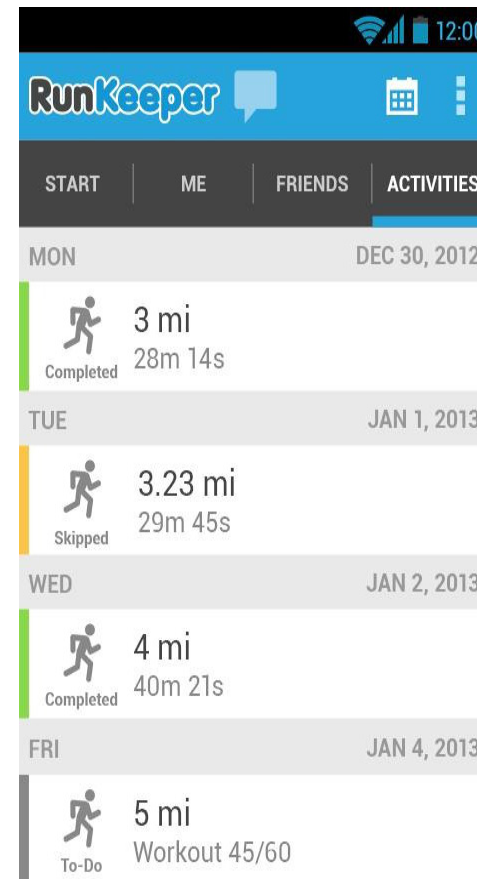 12:00
RunKeeper
START ME FRIENDS ACTIVITIES
MON DEC 30, 2012
3 mi
Completed 28m 14s
TUE JAN 1, 2013
3.23 mi
Skipped 29m 45s
WED JAN 2, 2013
4 mi
Completed 40m 21s
FRI JAN 4, 2013
5 mi
To-Do Workout 45/60